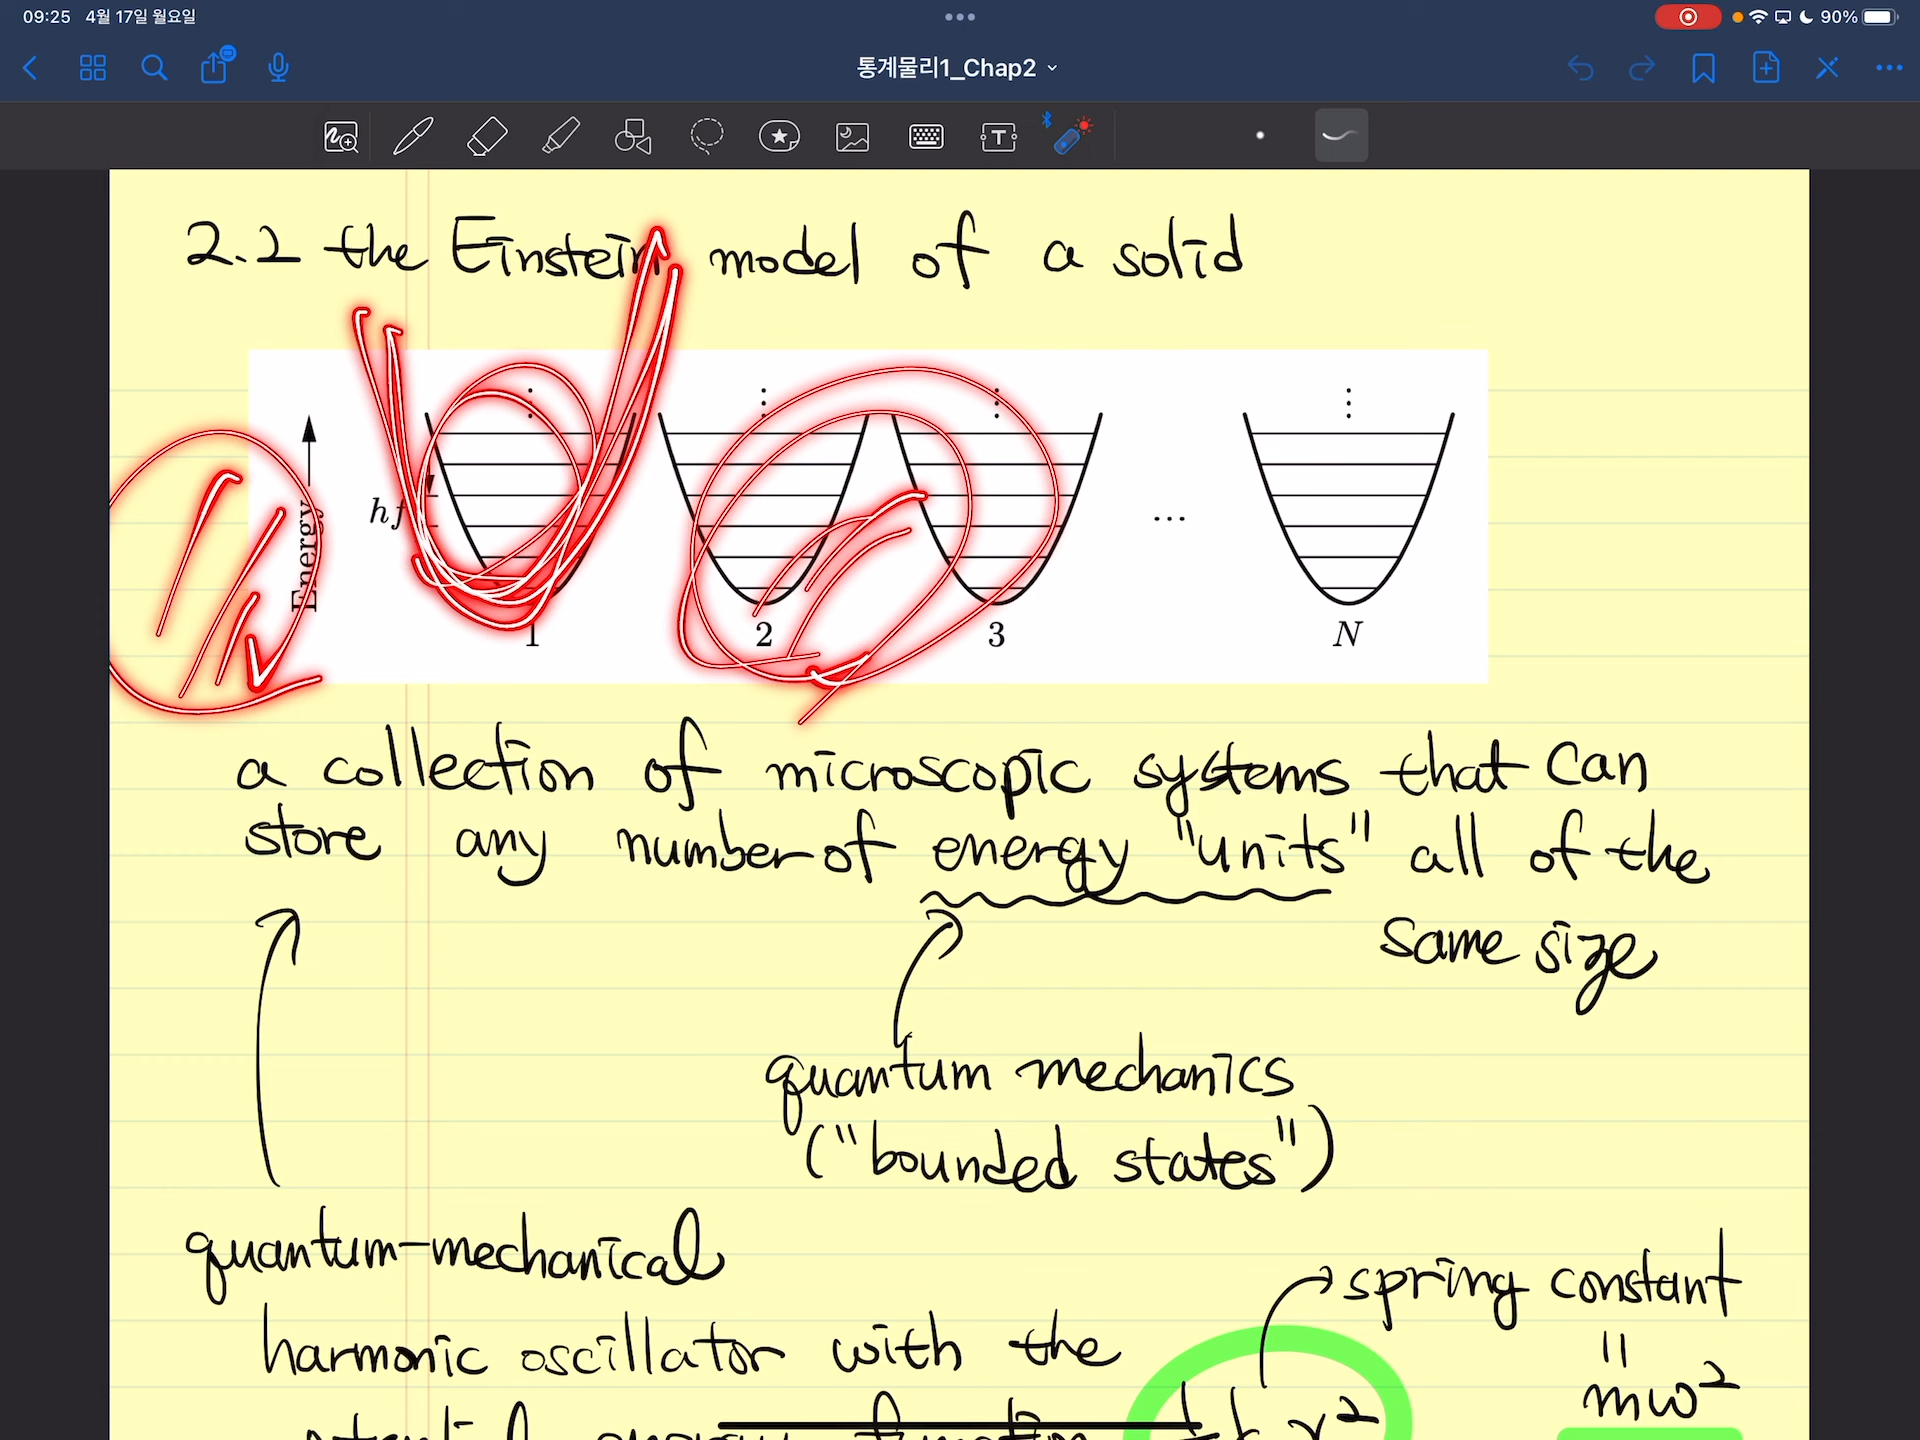 09:25 4월 17일 월요일
90%
통계물리1_Chap2
2.2 the Einstein model of a solid
Energy
hf
1 2 3 ... N
a collection of microscopic systems that can
store any number of energy "units" all of the
same size
quantum mechanics
("bounded states")
quantum-mechanical
spring constant
harmonic oscillator with the
=
mω²
x²